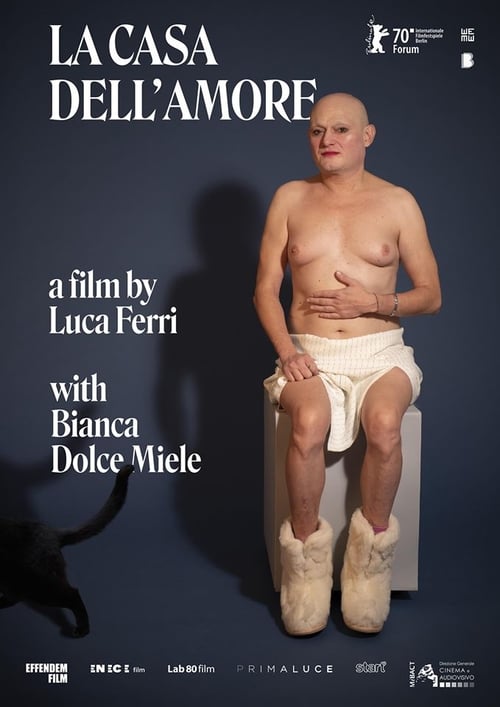 LA CASA
DELL'AMORE
70
Internationale
Filmfestspiele
Berlin
Forum
a film by
Luca Ferri
with
Bianca
Dolce Miele
EFFENDEM
FILM
ENECE film
Lab 80 film
PRIMALUCE
start
MiBACT
Direzione Generale
CINEMA e
AUDIOVISIVO